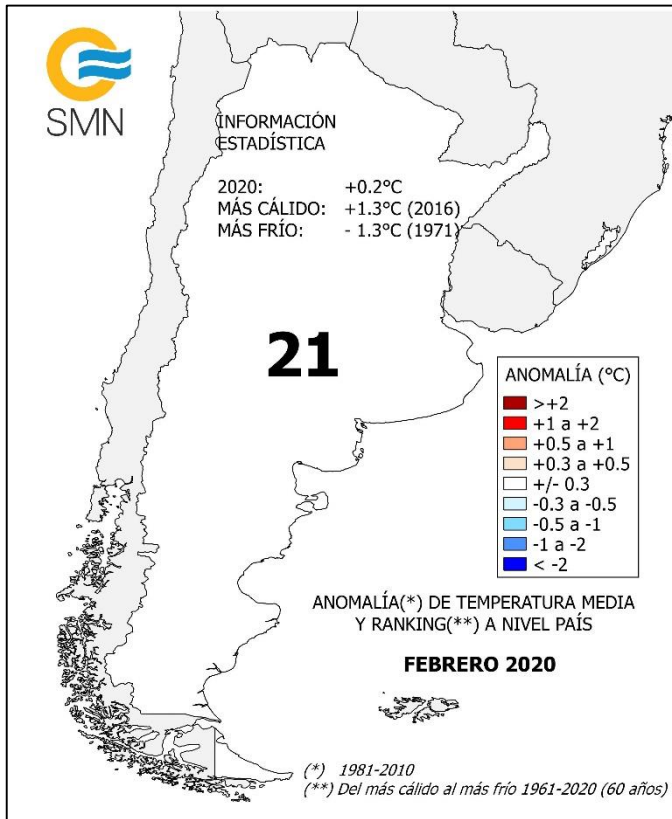 SMN
INFORMACIÓN
ESTADÍSTICA
2020: +0.2°C
MÁS CÁLIDO: +1.3°C (2016)
MÁS FRÍO: - 1.3°C (1971)
21
ANOMALÍA (°C)
>+2
+1 a +2
+0.5 a +1
+0.3 a +0.5
+/- 0.3
-0.3 a -0.5
-0.5 a -1
-1 a -2
< -2
ANOMALÍA(*) DE TEMPERATURA MEDIA
Y RANKING(**) A NIVEL PAÍS
FEBRERO 2020
(*) 1981-2010
(**) Del más cálido al más frío 1961-2020 (60 años)